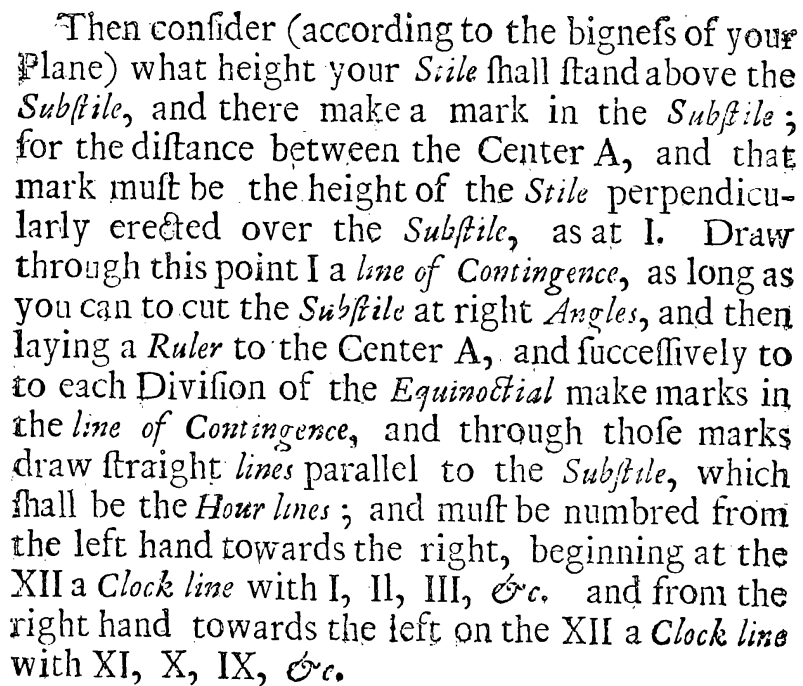 Then conſider (according to the bigneſs of your
Plane) what height your Stile ſhall ſtand above the
Subſtile, and there make a mark in the Subſtile ;
for the diſtance between the Center A, and that
mark muſt be the height of the Stile perpendicu-
larly erected over the Subſtile, as at I. Draw
through this point I a line of Contingence, as long as
you can to cut the Subſtile at right Angles, and then
laying a Ruler to the Center A, and ſucceſſively to
to each Diviſion of the Equinoctial make marks in
the line of Contingence, and through thoſe marks
draw ſtraight lines parallel to the Subſtile, which
ſhall be the Hour lines ; and muſt be numbred from
the left hand towards the right, beginning at the
XII a Clock line with I, II, III, &c. and from the
right hand towards the left on the XII a Clock line
with XI, X, IX, &c.